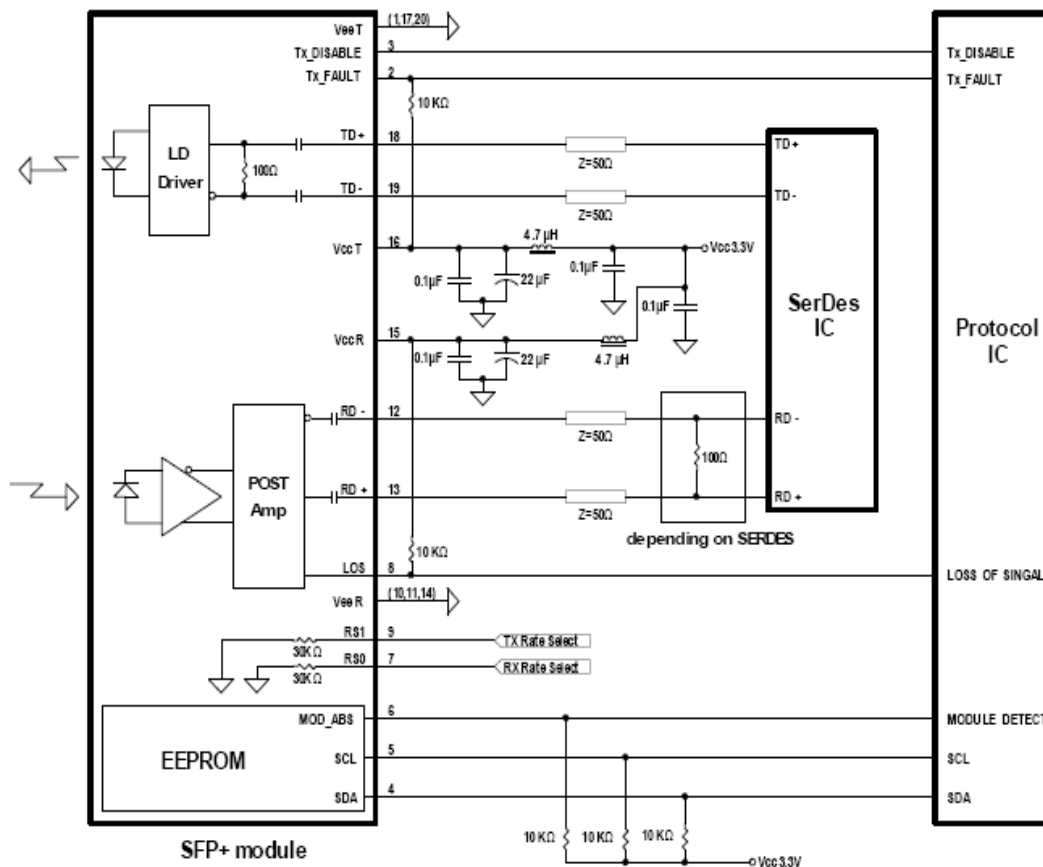 VeeT (1,17,20)
Tx_DISABLE 3 Tx_DISABLE
Tx_FAULT 2 Tx_FAULT
10 KΩ
LD
Driver
100Ω
TD+ 18 TD+
Z=50Ω
TD- 19 TD-
Z=50Ω
VccT 16
4.7 µH
Vcc3.3V
0.1µF
22 µF
0.1µF
0.1µF
VccR 15
0.1µF
22 µF
4.7 µH
SerDes
IC
Protocol
IC
RD - 12 RD -
Z=50Ω
100Ω
POST
Amp
RD + 13 RD +
Z=50Ω
depending on SERDES
10 KΩ
LOS 8 LOSS OF SINGAL
VeeR (10,11,14)
RS1 9 TX Rate Select
30KΩ
RS0 7 RX Rate Select
30KΩ
EEPROM
MOD_ABS 6 MODULE DETECT
SCL 5 SCL
SDA 4 SDA
10 KΩ 10 KΩ 10 KΩ
Vcc3.3V
SFP+ module